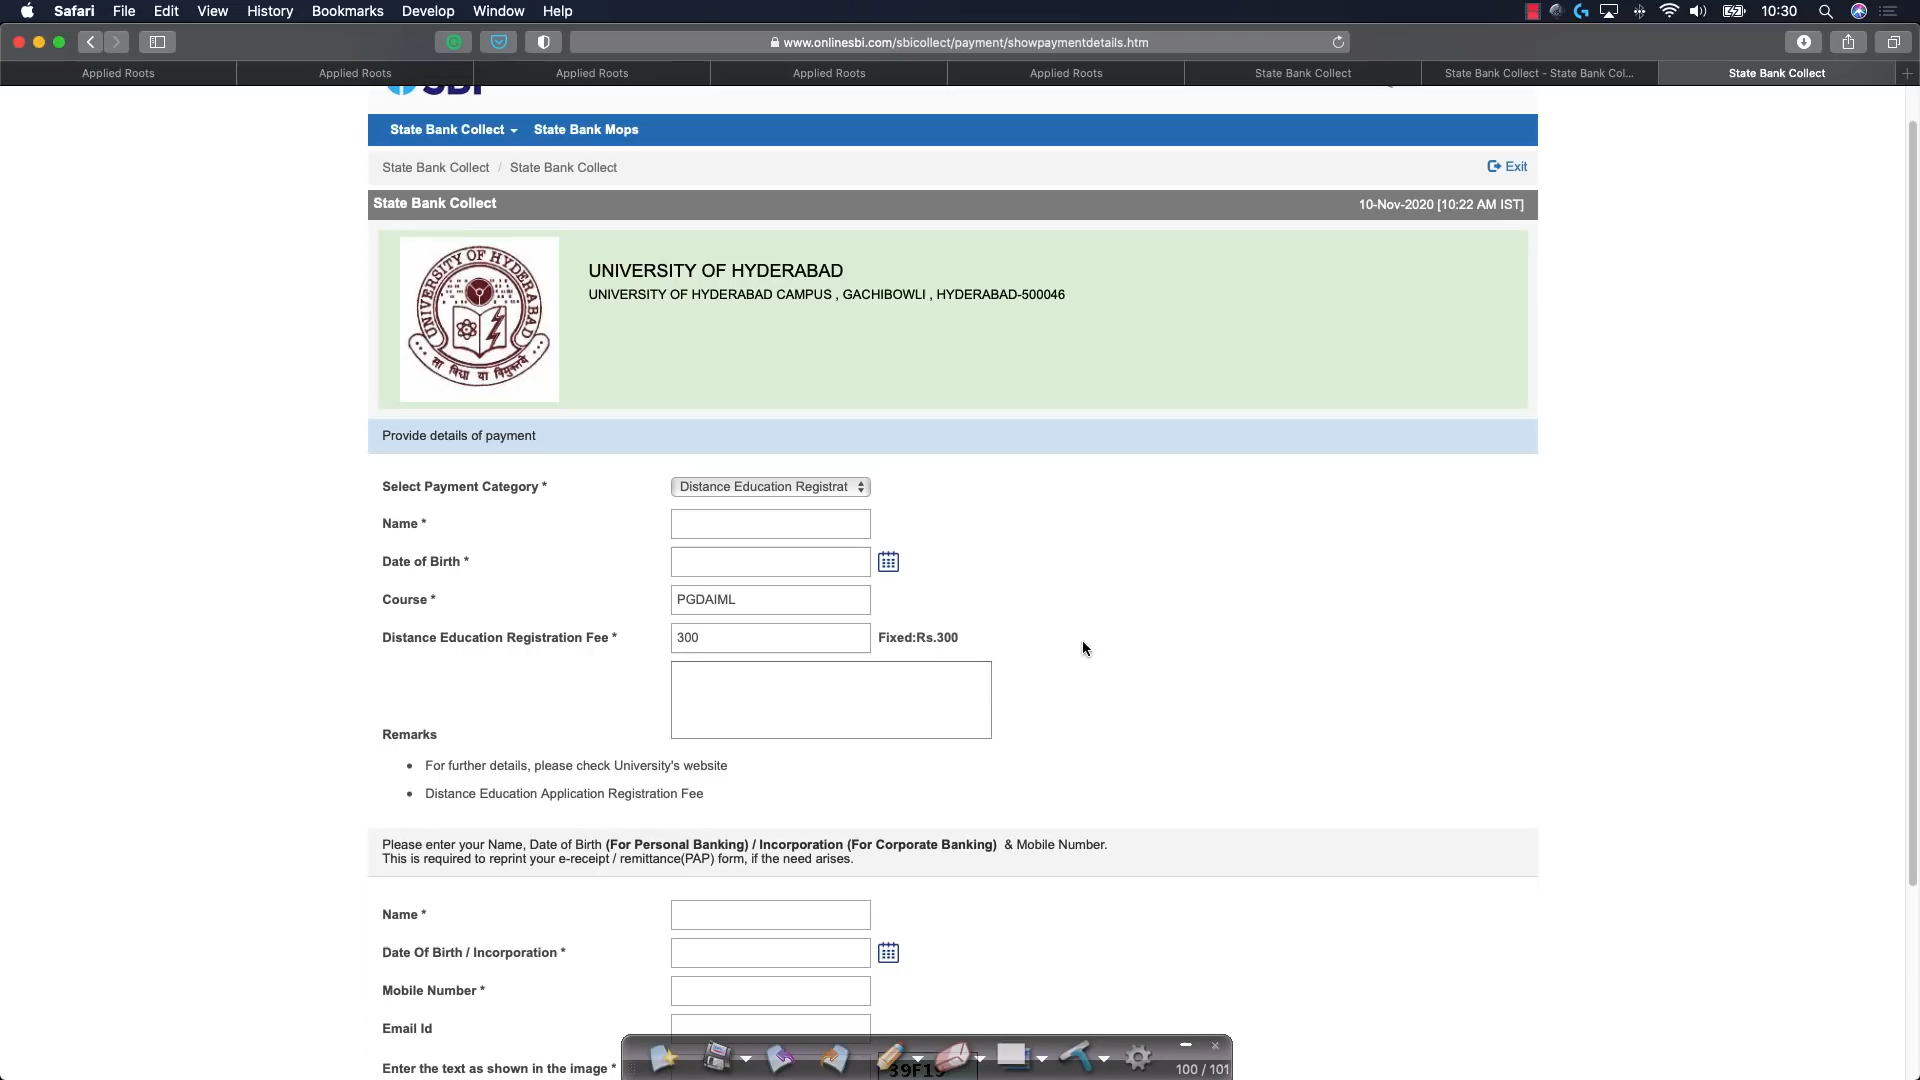 Safari File Edit View History Bookmarks Develop Window Help 10:30
www.onlinesbi.com/sbicollect/payment/showpaymentdetails.htm
Applied Roots Applied Roots Applied Roots Applied Roots Applied Roots State Bank Collect State Bank Collect - State Bank Col... State Bank Collect
SBI
State Bank Collect State Bank Mops
State Bank Collect / State Bank Collect Exit
State Bank Collect 10-Nov-2020 [10:22 AM IST]
UNIVERSITY OF HYDERABAD
सा विद्या या विमुक्तये
UNIVERSITY OF HYDERABAD
UNIVERSITY OF HYDERABAD CAMPUS , GACHIBOWLI , HYDERABAD-500046
Provide details of payment
Select Payment Category * Distance Education Registrat
Name *
Date of Birth *
Course * PGDAIML
Distance Education Registration Fee * 300 Fixed:Rs.300
Remarks
• For further details, please check University's website
• Distance Education Application Registration Fee
Please enter your Name, Date of Birth (For Personal Banking) / Incorporation (For Corporate Banking) & Mobile Number.
This is required to reprint your e-receipt / remittance(PAP) form, if the need arises.
Name *
Date Of Birth / Incorporation *
Mobile Number *
Email Id
Enter the text as shown in the image *
100 / 101